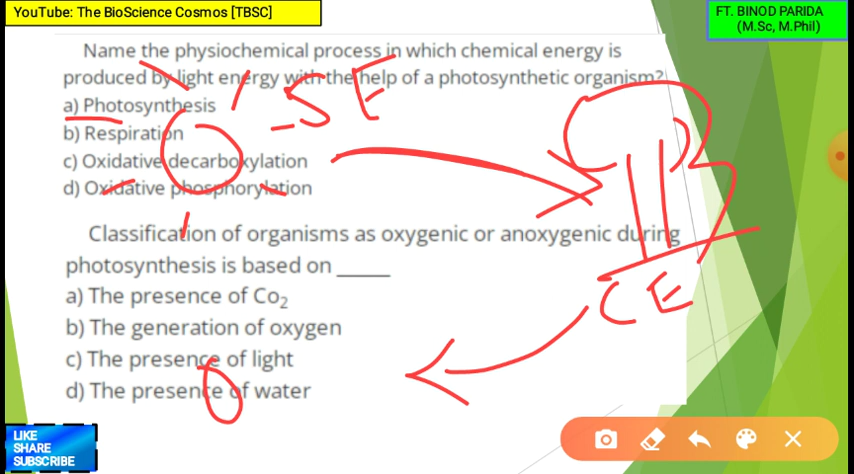 YouTube: The BioScience Cosmos [TBSC]
FT. BINOD PARIDA
(M.Sc, M.Phil)
Name the physiochemical process in which chemical energy is
produced by light energy with the help of a photosynthetic organism?
a) Photosynthesis
b) Respiration
c) Oxidative decarboxylation
d) Oxidative phosphorylation
SE
Classification of organisms as oxygenic or anoxygenic during
photosynthesis is based on _____
a) The presence of Co₂
b) The generation of oxygen
c) The presence of light
d) The presence of water
CE
LIKE
SHARE
SUBSCRIBE